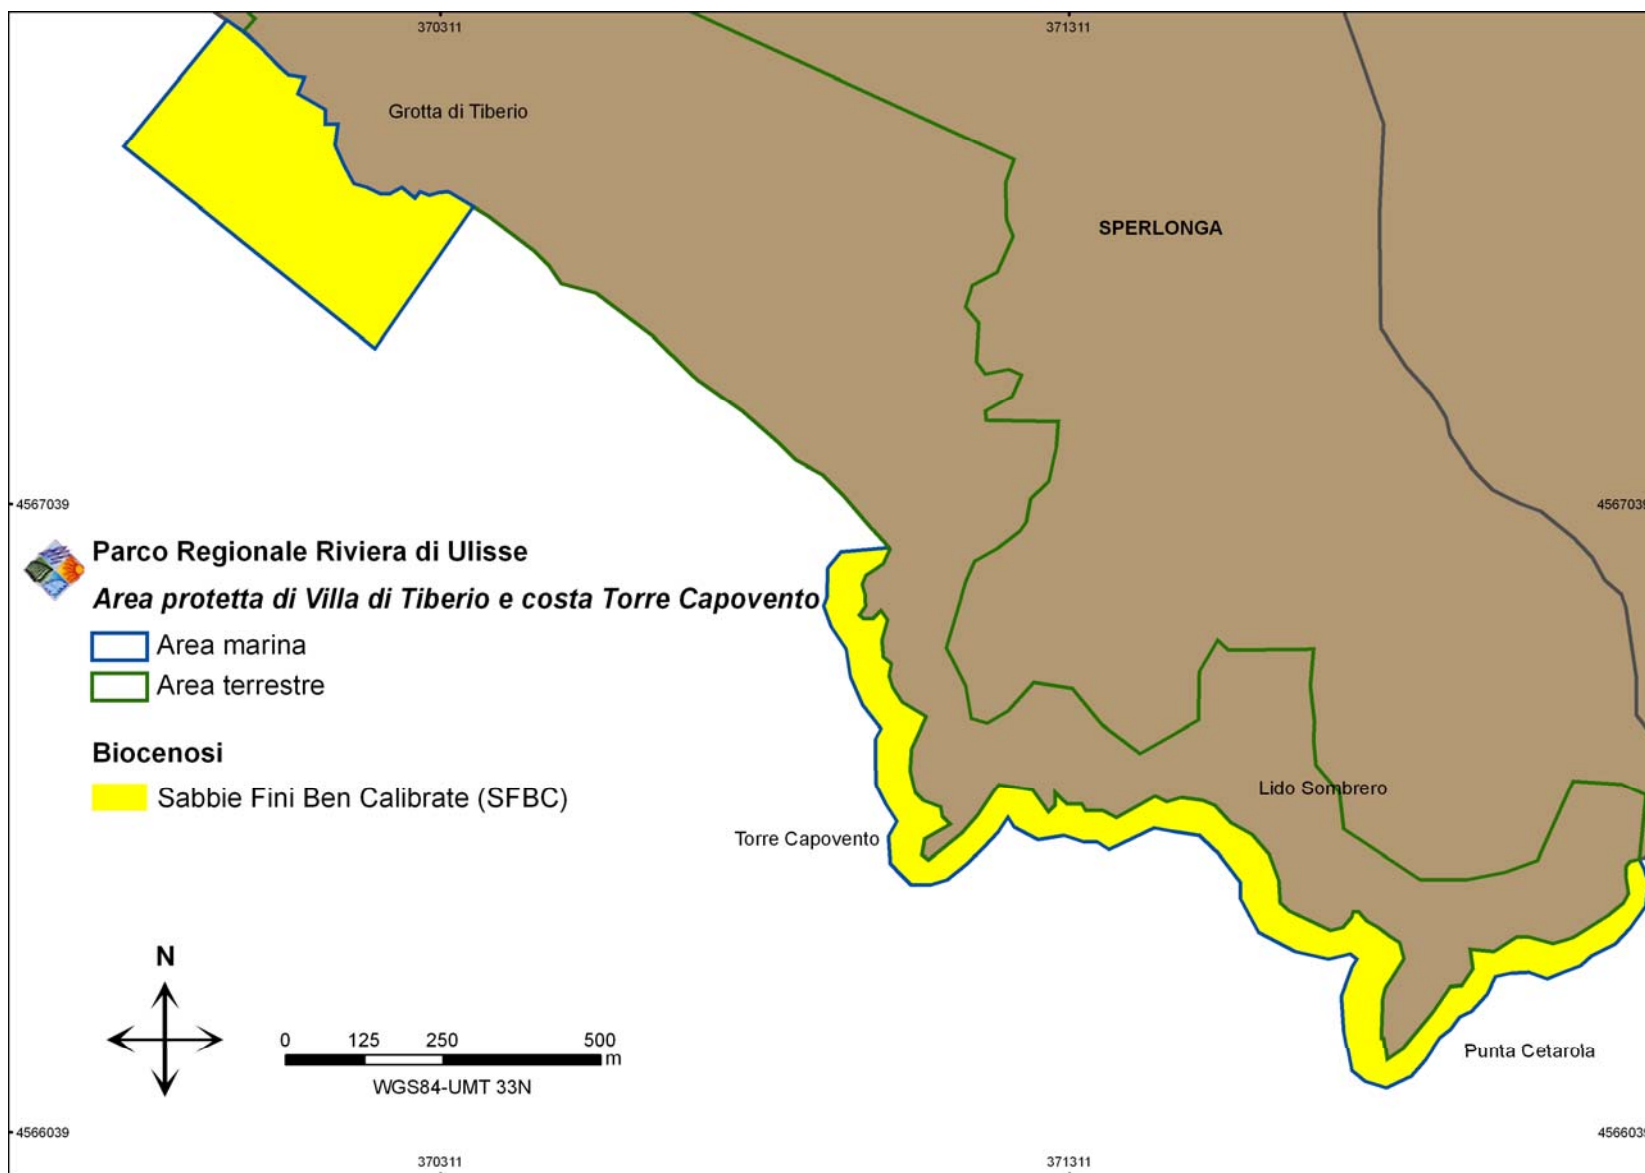 370311
371311
Grotta di Tiberio
SPERLONGA
4567039
4567039
Parco Regionale Riviera di Ulisse
Area protetta di Villa di Tiberio e costa Torre Capovento
Area marina
Area terrestre
Biocenosi
Sabbie Fini Ben Calibrate (SFBC)
Lido Sombrero
Torre Capovento
N
0 125 250 500
m
WGS84-UMT 33N
Punta Cetarola
4566039
4566039
370311
371311